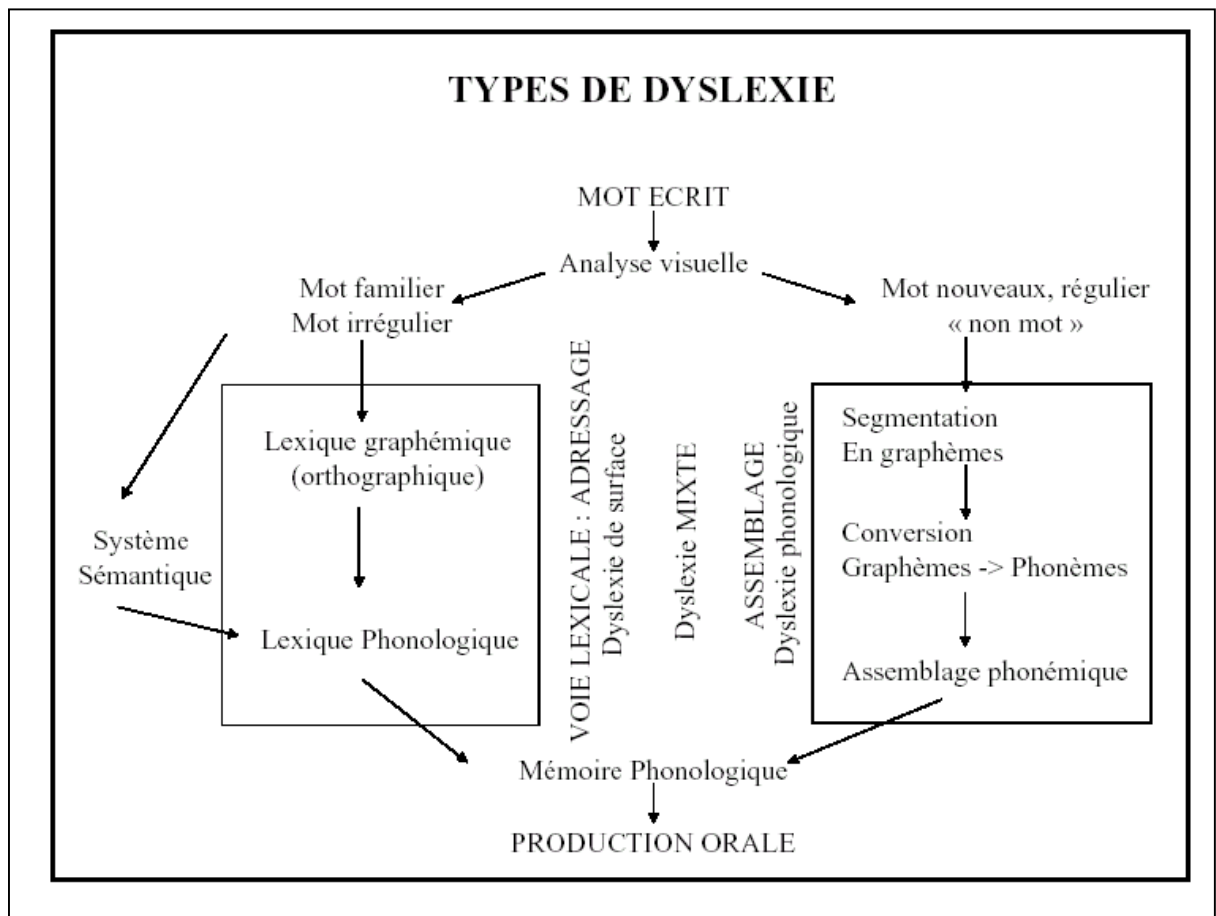 TYPES DE DYSLEXIE
MOT ECRIT
Analyse visuelle
Mot familier
Mot irrégulier
Mot nouveaux, régulier
« non mot »
Lexique graphémique
(orthographique)
Système
Sémantique
Lexique Phonologique
VOIE LEXICALE : ADRESSAGE
Dyslexie de surface
Dyslexie MIXTE
ASSEMBLAGE
Dyslexie phonologique
Segmentation
En graphèmes
Conversion
Graphèmes -> Phonèmes
Assemblage phonémique
Mémoire Phonologique
PRODUCTION ORALE